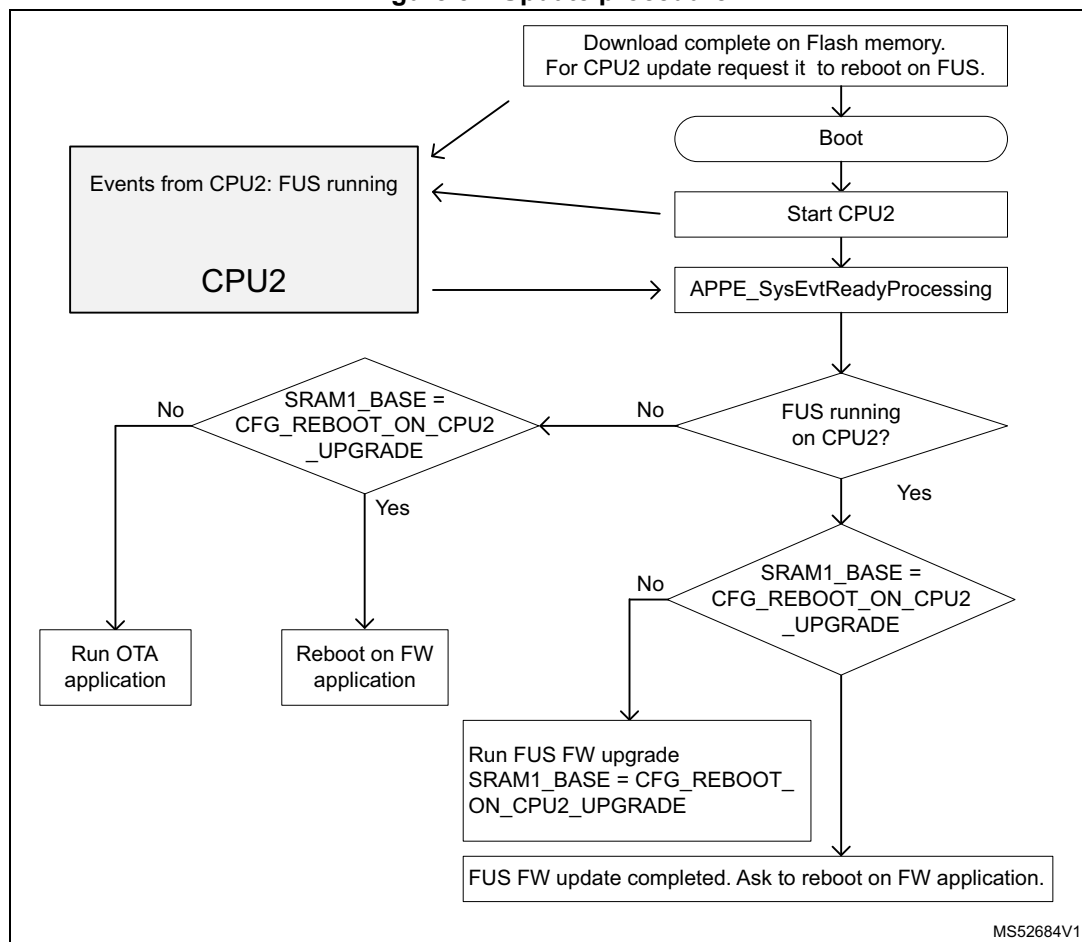 Download complete on Flash memory.
For CPU2 update request it to reboot on FUS.
Boot
Events from CPU2: FUS running
CPU2
Start CPU2
APPE_SysEvtReadyProcessing
FUS running
on CPU2?
No
Yes
SRAM1_BASE =
CFG_REBOOT_ON_CPU2
_UPGRADE
No
Yes
SRAM1_BASE =
CFG_REBOOT_ON_CPU2
_UPGRADE
No
Run OTA
application
Reboot on FW
application
Run FUS FW upgrade
SRAM1_BASE = CFG_REBOOT_
ON_CPU2_UPGRADE
FUS FW update completed. Ask to reboot on FW application.
MS52684V1